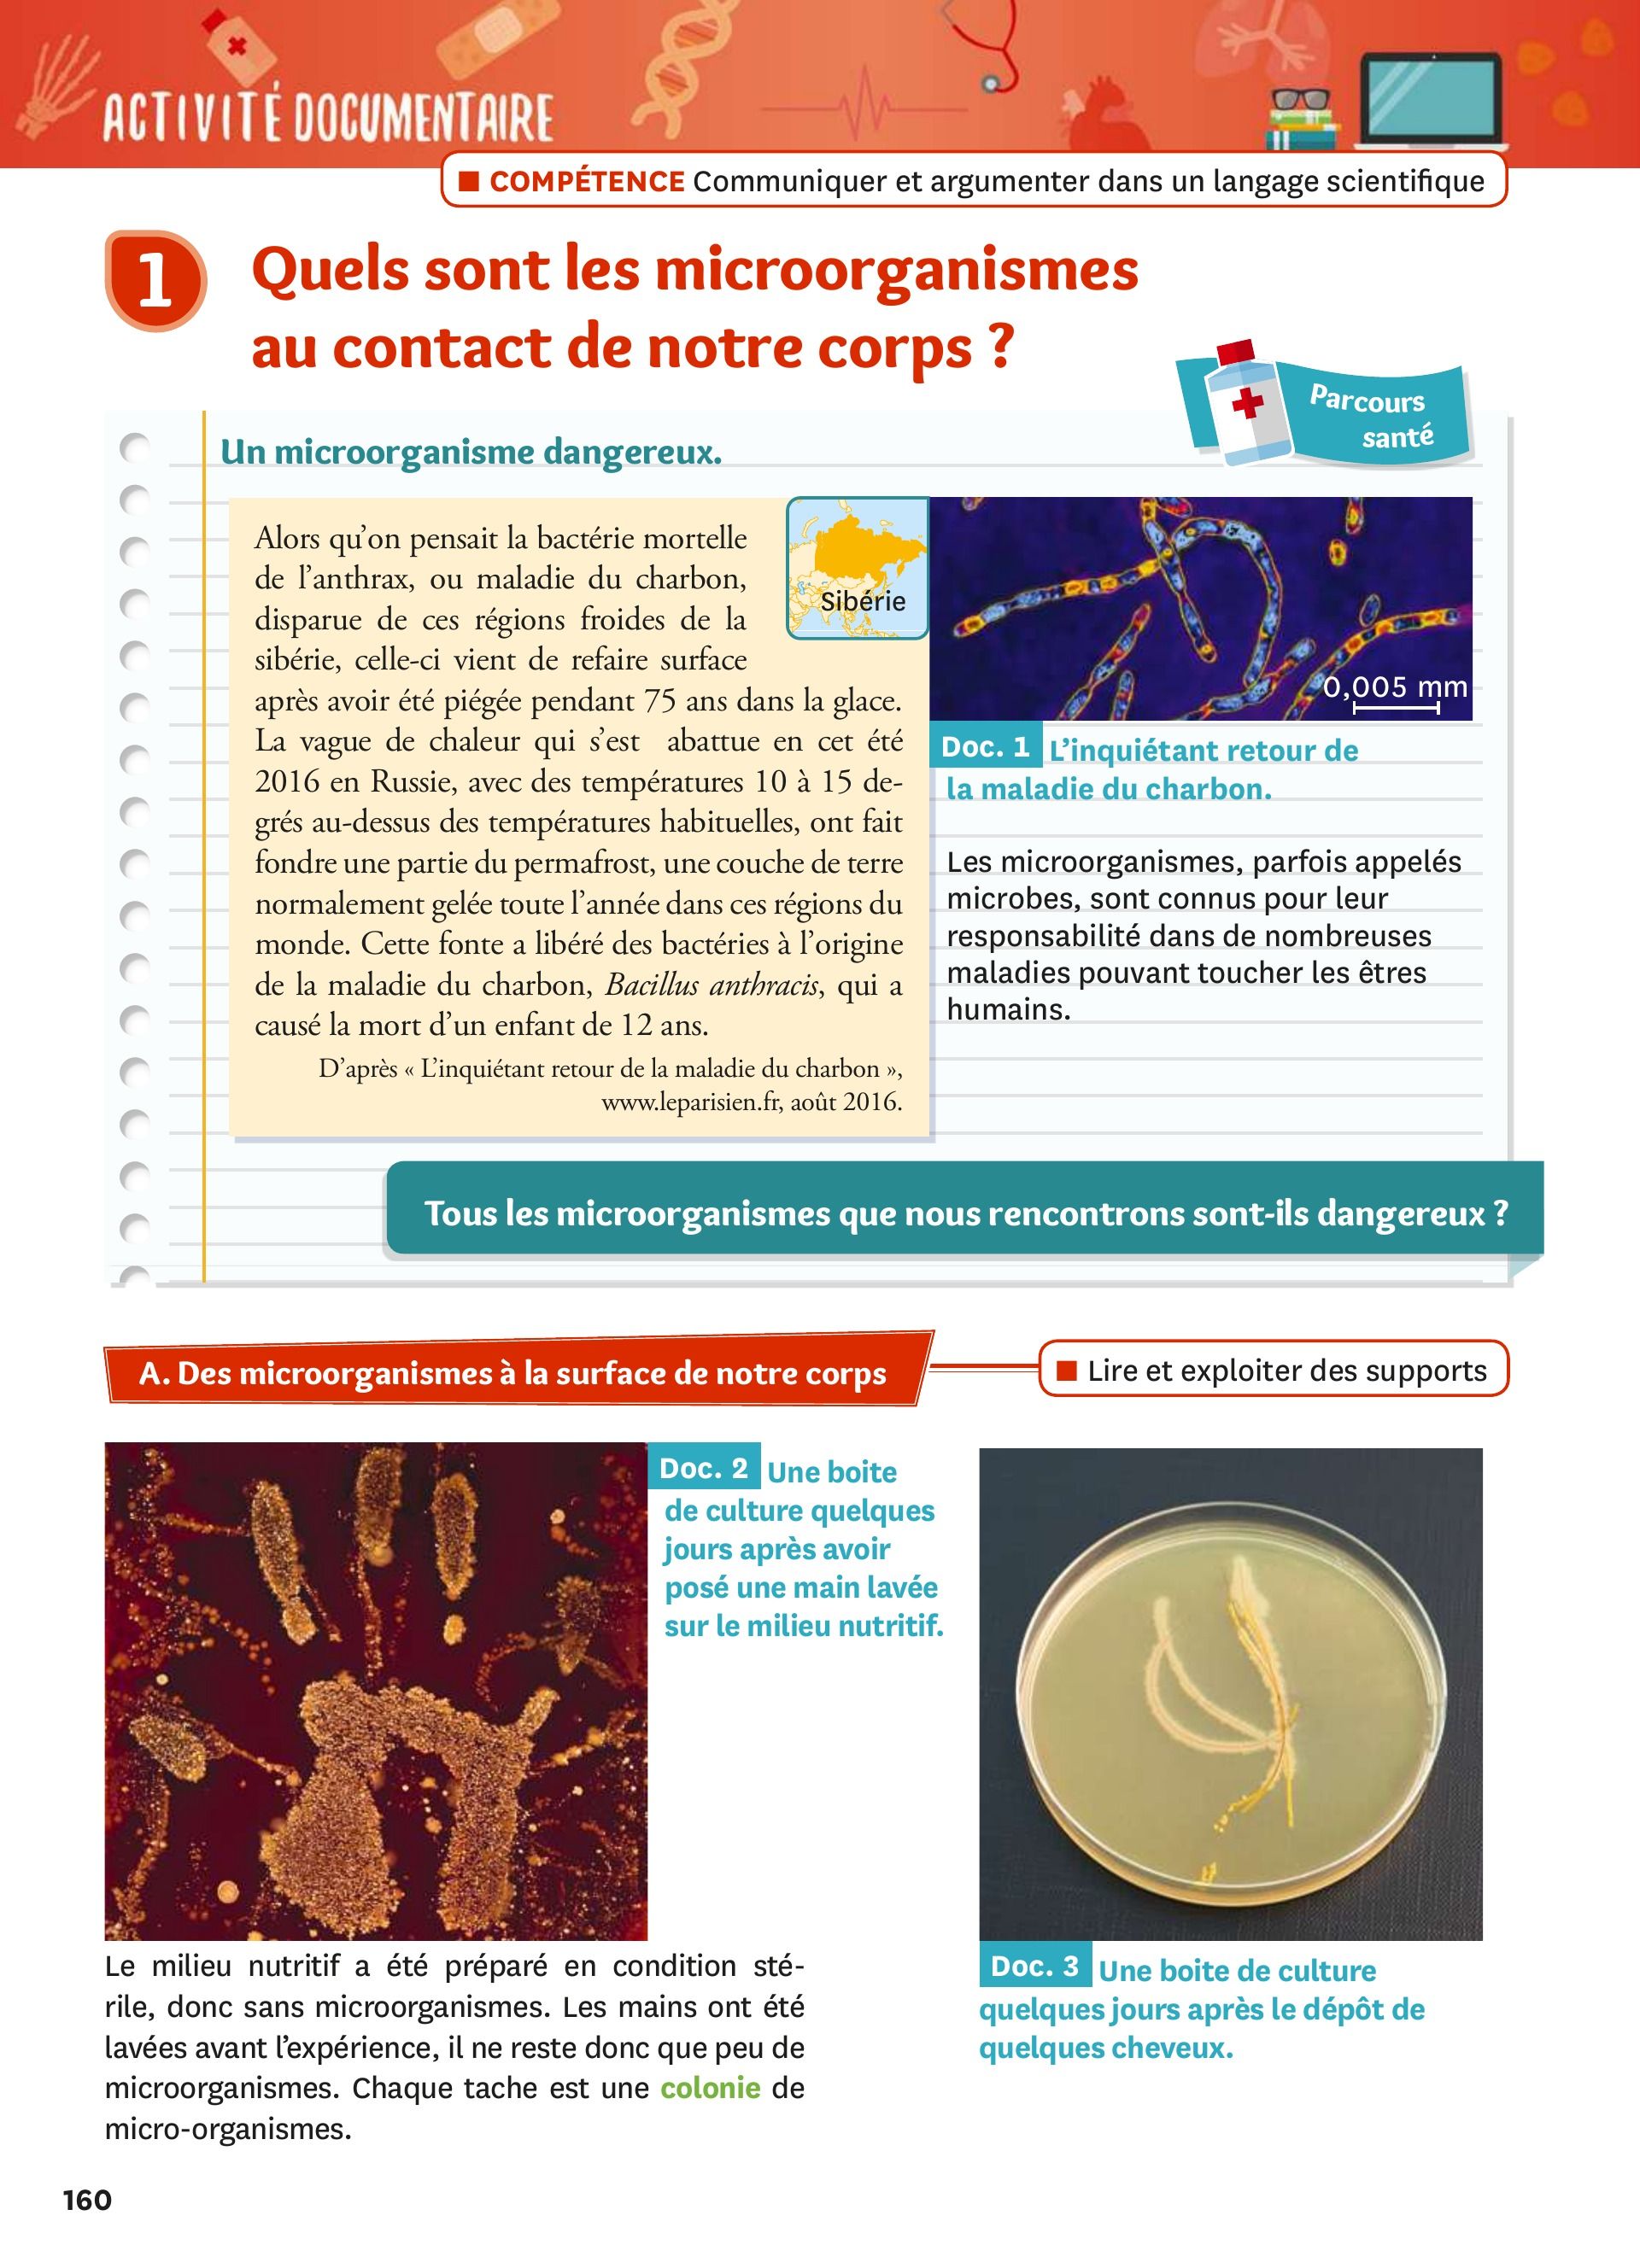 ACTIVITÉ DOCUMENTAIRE
■ COMPÉTENCE Communiquer et argumenter dans un langage scientifique
1
Quels sont les microorganismes
au contact de notre corps ?
Parcours
santé
Un microorganisme dangereux.
Alors qu'on pensait la bactérie mortelle
de l'anthrax, ou maladie du charbon,
disparue de ces régions froides de la
sibérie, celle-ci vient de refaire surface
après avoir été piégée pendant 75 ans dans la glace.
La vague de chaleur qui s'est abattue en cet été
2016 en Russie, avec des températures 10 à 15 de-
grés au-dessus des températures habituelles, ont fait
fondre une partie du permafrost, une couche de terre
normalement gelée toute l'année dans ces régions du
monde. Cette fonte a libéré des bactéries à l'origine
de la maladie du charbon, Bacillus anthracis, qui a
causé la mort d'un enfant de 12 ans.
D'après « L'inquiétant retour de la maladie du charbon »,
www.leparisien.fr, août 2016.
Sibérie
0,005 mm
Doc. 1 L'inquiétant retour de
la maladie du charbon.
Les microorganismes, parfois appelés
microbes, sont connus pour leur
responsabilité dans de nombreuses
maladies pouvant toucher les êtres
humains.
Tous les microorganismes que nous rencontrons sont-ils dangereux ?
A. Des microorganismes à la surface de notre corps
■ Lire et exploiter des supports
Doc. 2 Une boite
de culture quelques
jours après avoir
posé une main lavée
sur le milieu nutritif.
Le milieu nutritif a été préparé en condition sté-
rile, donc sans microorganismes. Les mains ont été
lavées avant l'expérience, il ne reste donc que peu de
microorganismes. Chaque tache est une colonie de
micro-organismes.
Doc. 3 Une boite de culture
quelques jours après le dépôt de
quelques cheveux.
160